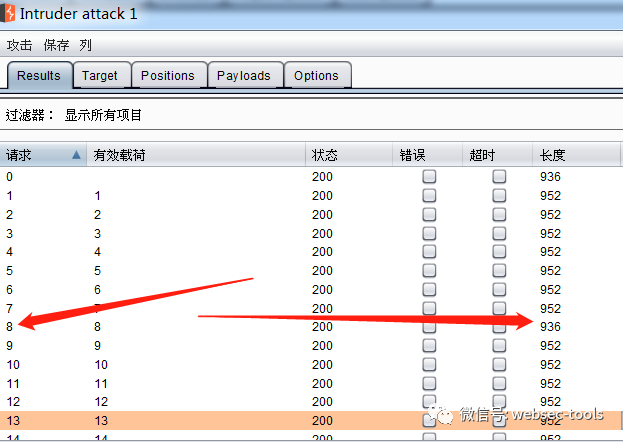 Intruder attack 1
攻击 保存 列
Results Target Positions Payloads Options
过滤器： 显示所有项目
请求 有效载荷 状态 错误 超时 长度
0 200 936
1 1 200 952
2 2 200 952
3 3 200 952
4 4 200 952
5 5 200 952
6 6 200 952
7 7 200 952
8 8 200 936
9 9 200 952
10 10 200 952
11 11 200 952
12 12 200 952
13 13 200 952
14 14 200 952
微信号: websec-tools